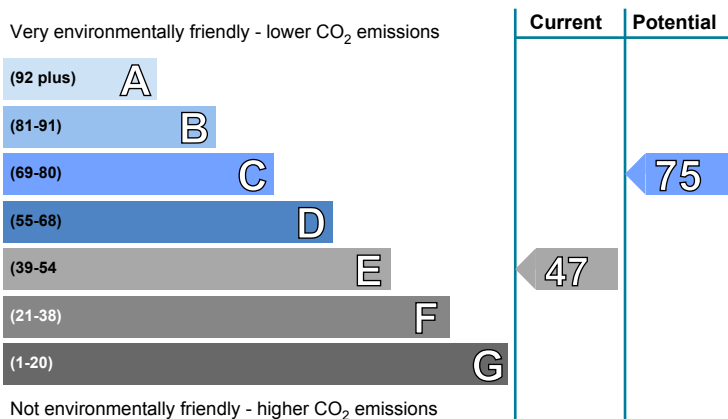 Current Potential
Very environmentally friendly - lower CO2 emissions
(92 plus) A
(81-91) B
(69-80) C 75
(55-68) D
(39-54 E 47
(21-38) F
(1-20) G
Not environmentally friendly - higher CO2 emissions